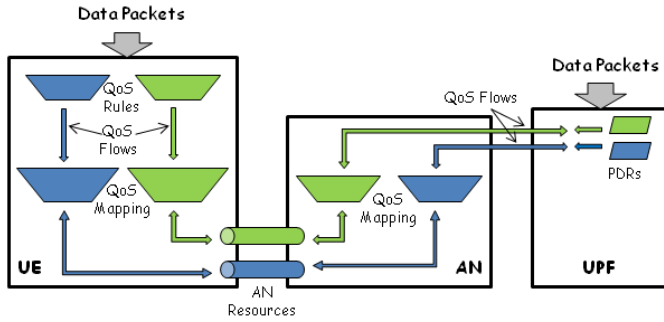 Data Packets
Data Packets
QoS
Rules
QoS Flows
QoS
Flows
QoS
Mapping
QoS
Mapping
PDRs
UE
AN
UPF
AN
Resources